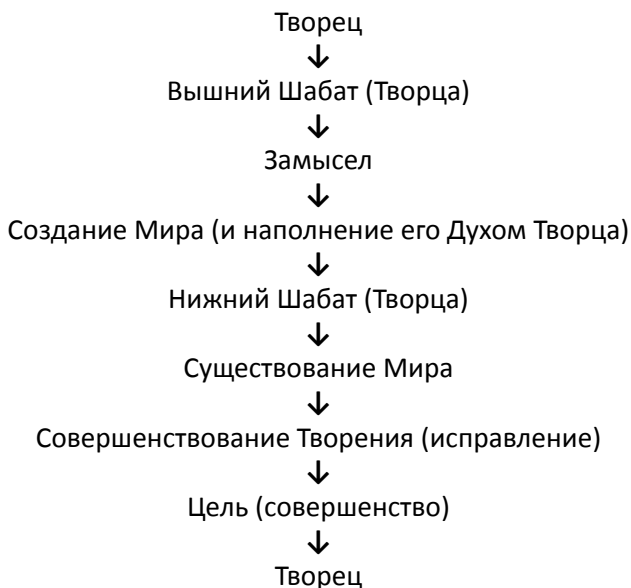 Творец
↓
Вышний Шабат (Творца)
↓
Замысел
↓
Создание Мира (и наполнение его Духом Творца)
↓
Нижний Шабат (Творца)
↓
Существование Мира
↓
Совершенствование Творения (исправление)
↓
Цель (совершенство)
↓
Творец